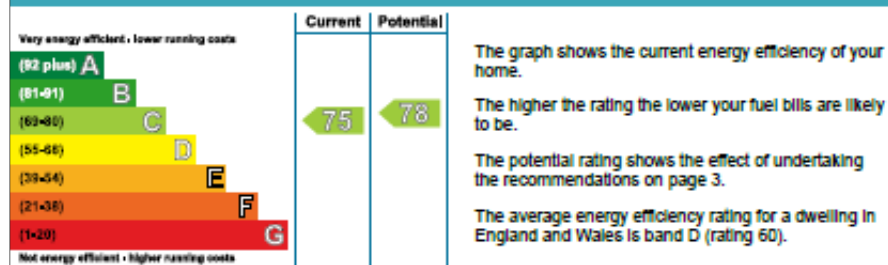 Current Potential
Very energy efficient - lower running costs
(92 plus) A
(81-91) B
(69-80) C
(55-68) D
(39-54) E
(21-38) F
(1-20) G
Not energy efficient - higher running costs
75
78
The graph shows the current energy efficiency of your
home.
The higher the rating the lower your fuel bills are likely
to be.
The potential rating shows the effect of undertaking
the recommendations on page 3.
The average energy efficiency rating for a dwelling in
England and Wales is band D (rating 60).